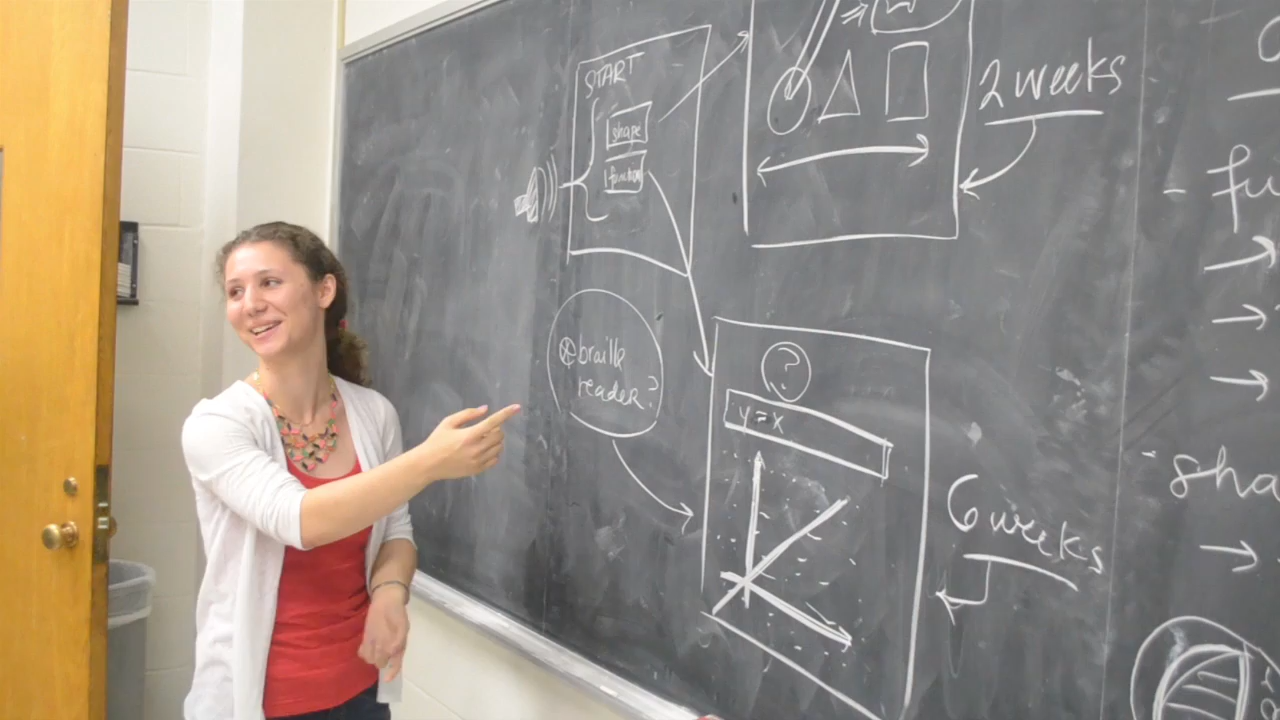 START
shape
function
2 weeks
- fu
braille
reader?
?
y = x
6 weeks
- sha